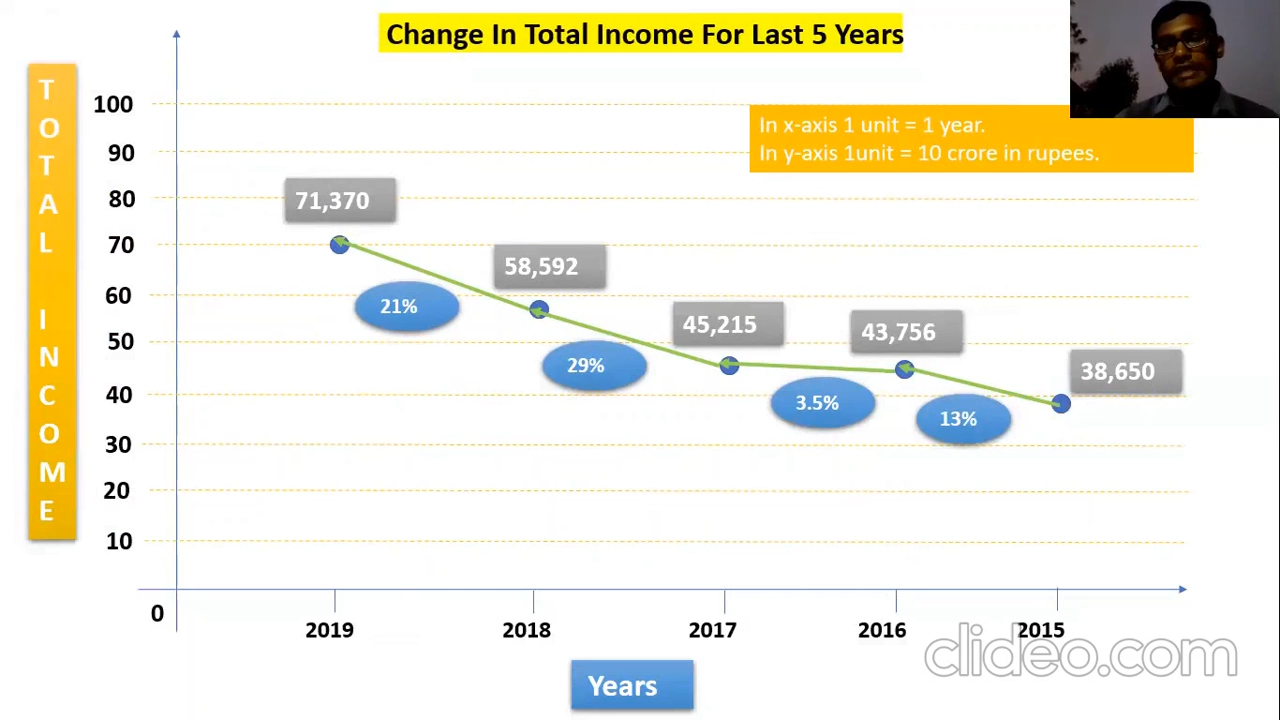 Change In Total Income For Last 5 Years
TOTAL INCOME
In x-axis 1 unit = 1 year.
In y-axis 1unit = 10 crore in rupees.
100
90
80
70
60
50
40
30
20
10
0
71,370
58,592
45,215
43,756
38,650
21%
29%
3.5%
13%
2019 2018 2017 2016 2015
Years
clideo.com